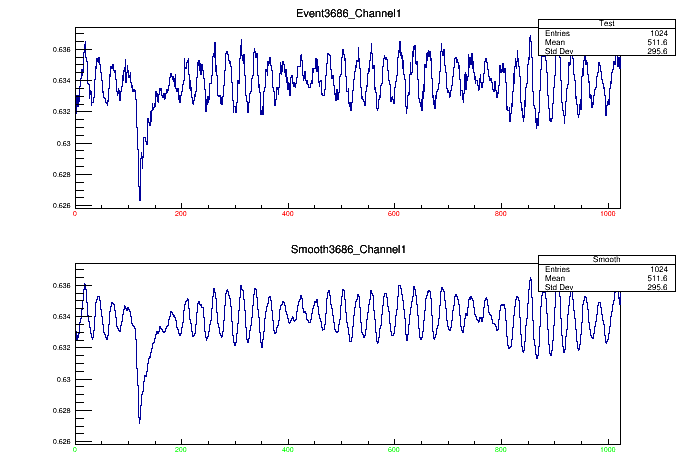 Event3686_Channel1
Test
Entries 1024
Mean 511.6
Std Dev 295.6
0.636
0.634
0.632
0.63
0.628
0.626
0 200 400 600 800 1000
Smooth3686_Channel1
Smooth
Entries 1024
Mean 511.6
Std Dev 295.6
0.636
0.634
0.632
0.63
0.628
0.626
0 200 400 600 800 1000